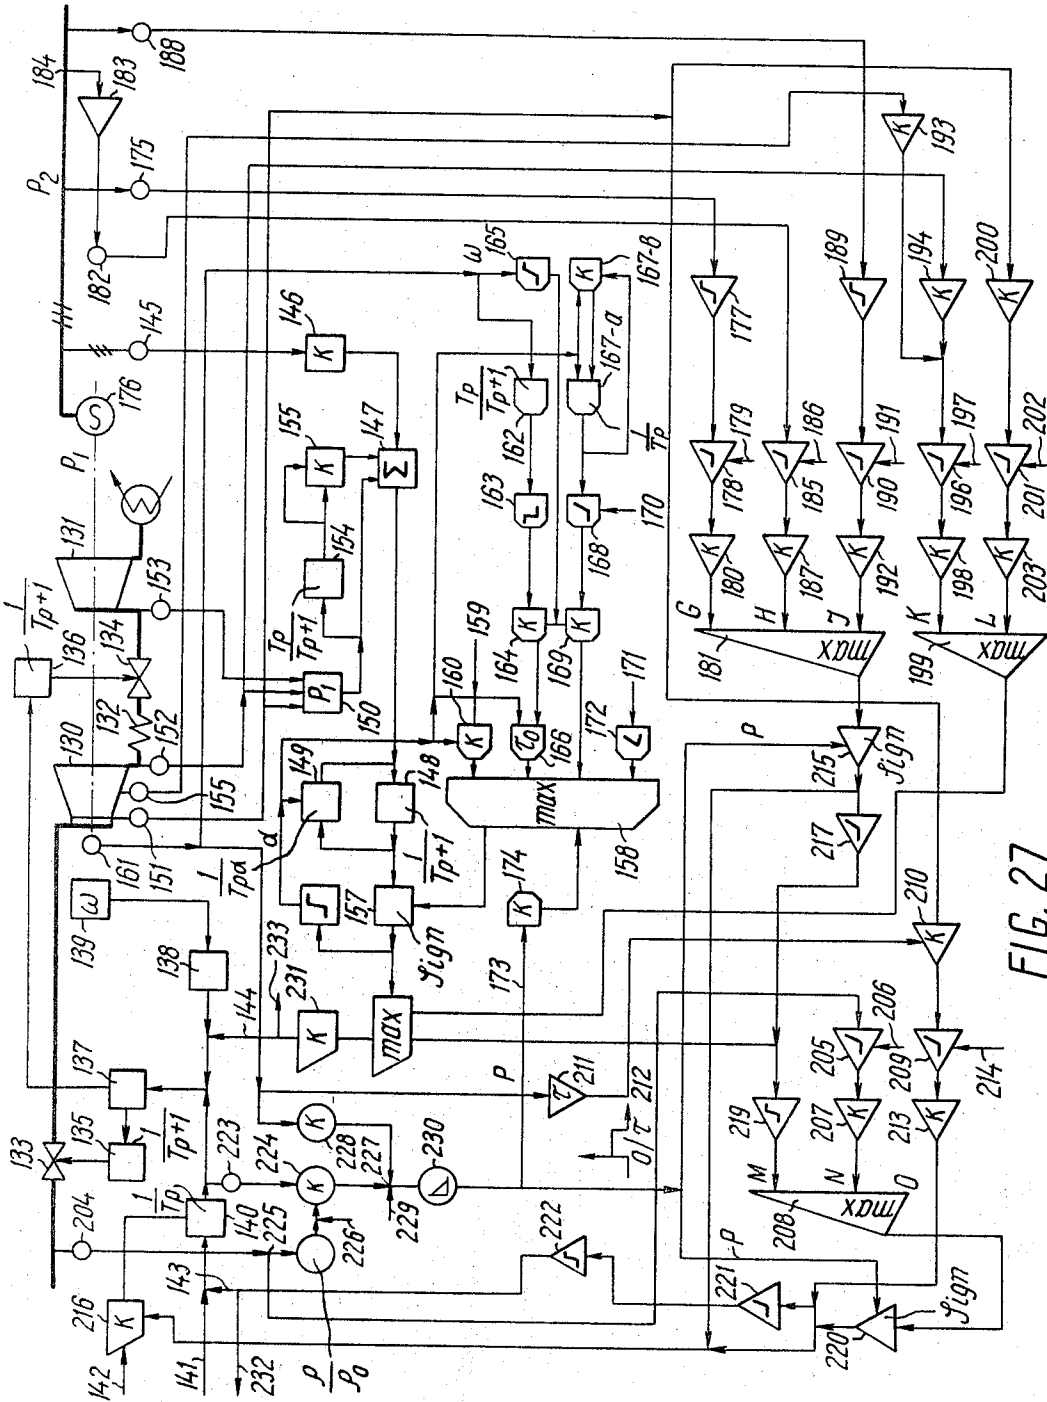 184
183
188
P2
175
182
145
176
S
P1
131
153
1/Tp+1
136
134
132
130
152
155
151
161
139
ω
138
137
135
1/Tp+1
133
204
146
K
155
K
147
Σ
154
Tp/Tp+1
P1
150
149
1/Tpα
α
148
1/Tp+1
157
Sign
233
231
K
144
max
223
224
K
K
228
227
229
230
1/Tp
140
225
226
143
216
K
142
141
232
P/P0
222
221
ω
165
167-в
K
167-a
1/Tp
Tp/Tp+1
162
163
168
170
164
K
169
K
159
160
K
τ0
166
171
172
max
158
174
K
173
P
τ
211
212
0/τ
193
K
189
194
K
200
K
177
179
178
186
185
191
190
197
196
202
201
K
180
K
187
K
192
K
198
K
203
G
H
J
K
L
181
max
199
max
P
215
Sign
217
210
K
206
205
209
214
219
207
K
213
K
M
N
O
208
max
P
220
Sign
FIG. 27